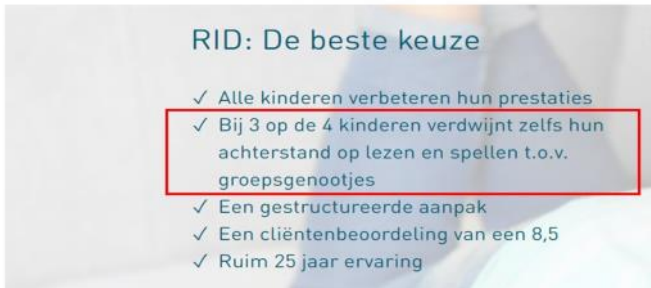 RID: De beste keuze
✓ Alle kinderen verbeteren hun prestaties
✓ Bij 3 op de 4 kinderen verdwijnt zelfs hun
achterstand op lezen en spellen t.o.v.
groepsgenootjes
✓ Een gestructureerde aanpak
✓ Een cliëntenbeoordeling van een 8,5
✓ Ruim 25 jaar ervaring